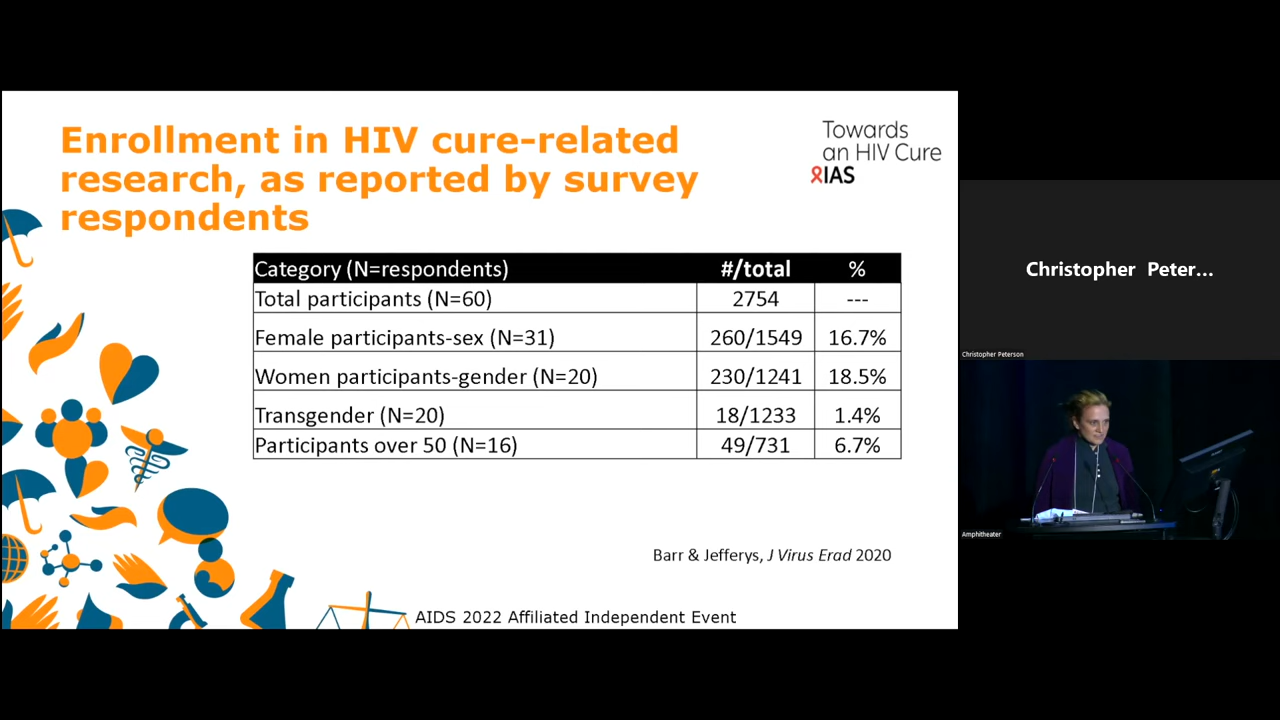 Enrollment in HIV cure-related
research, as reported by survey
respondents
Towards
an HIV Cure
IAS
Category (N=respondents) #/total %
Total participants (N=60) 2754 ---
Female participants-sex (N=31) 260/1549 16.7%
Women participants-gender (N=20) 230/1241 18.5%
Transgender (N=20) 18/1233 1.4%
Participants over 50 (N=16) 49/731 6.7%
Barr & Jefferys, J Virus Erad 2020
AIDS 2022 Affiliated Independent Event
Christopher Peter...
Christopher Peterson
Amphitheater